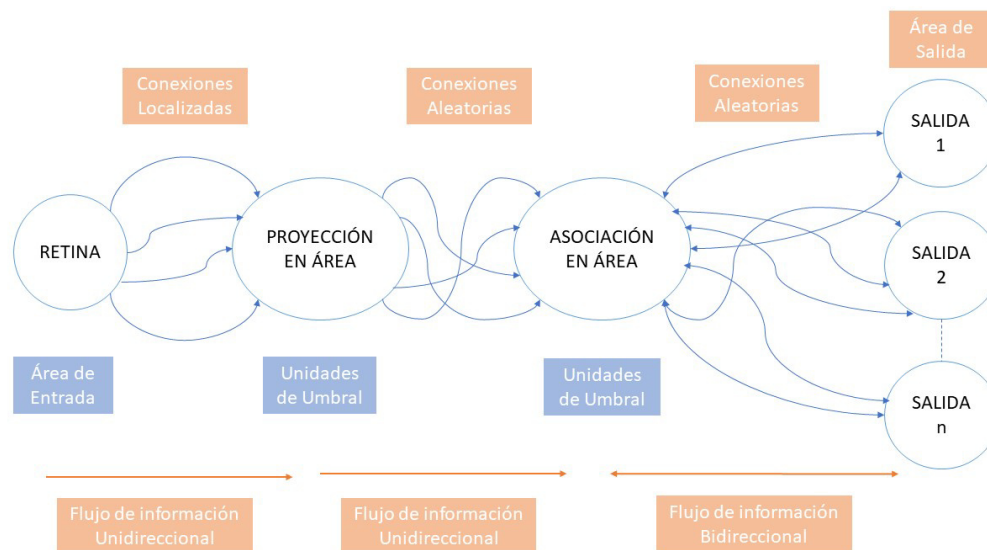 Área de
Salida
Conexiones
Localizadas
Conexiones
Aleatorias
Conexiones
Aleatorias
SALIDA
1
RETINA
PROYECCIÓN
EN ÁREA
ASOCIACIÓN
EN ÁREA
SALIDA
2
Área de
Entrada
Unidades
de Umbral
Unidades
de Umbral
SALIDA
n
Flujo de información
Unidireccional
Flujo de información
Unidireccional
Flujo de información
Bidireccional